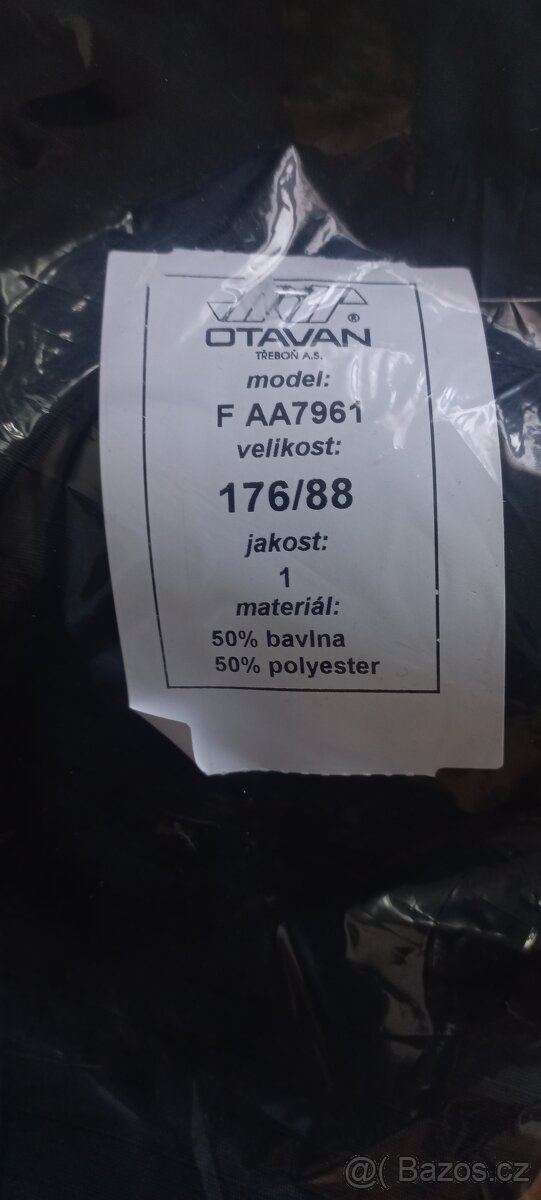 OTAVAN ®
TŘEBOŇ A.S.
model:
F AA7961
velikost:
176/88
jakost:
1
materiál:
50% bavlna
50% polyester
@( Bazos.cz